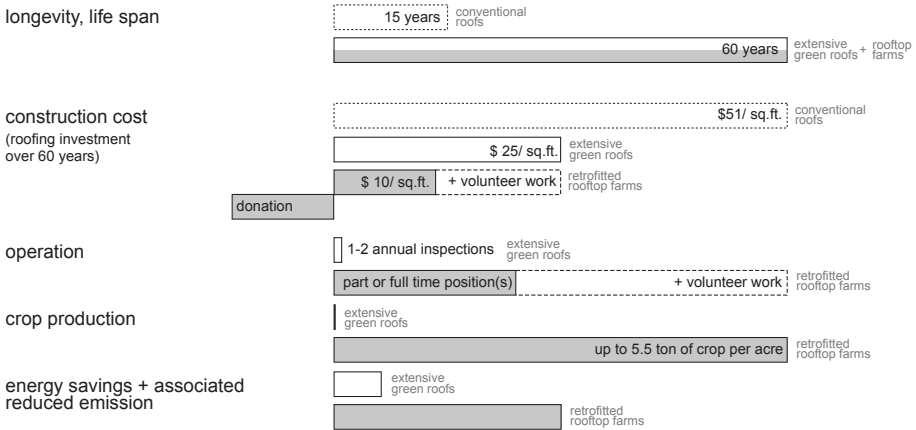 longevity, life span
15 years
conventional
roofs
60 years
extensive
green roofs + rooftop
farms
construction cost
(roofing investment
over 60 years)
$51/ sq.ft.
conventional
roofs
$ 25/ sq.ft.
extensive
green roofs
$ 10/ sq.ft.
+ volunteer work
retrofitted
rooftop farms
donation
operation
1-2 annual inspections
extensive
green roofs
part or full time position(s)
+ volunteer work
retrofitted
rooftop farms
crop production
extensive
green roofs
up to 5.5 ton of crop per acre
retrofitted
rooftop farms
energy savings + associated
reduced emission
extensive
green roofs
retrofitted
rooftop farms